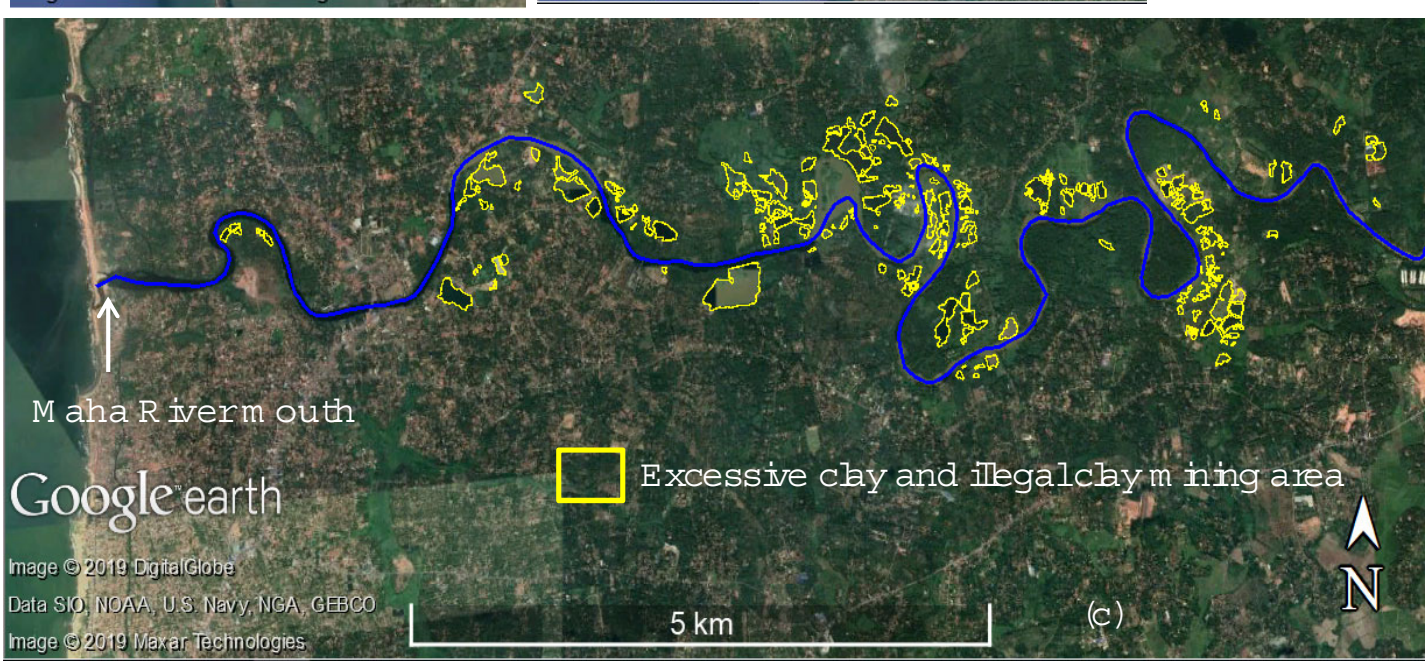 Maha River mouth
Excessive clay and illegal clay mining area
Google earth
N
Image © 2019 DigitalGlobe
Data SIO, NOAA, U.S. Navy, NGA, GEBCO
Image © 2019 Maxar Technologies
5 km
(c)